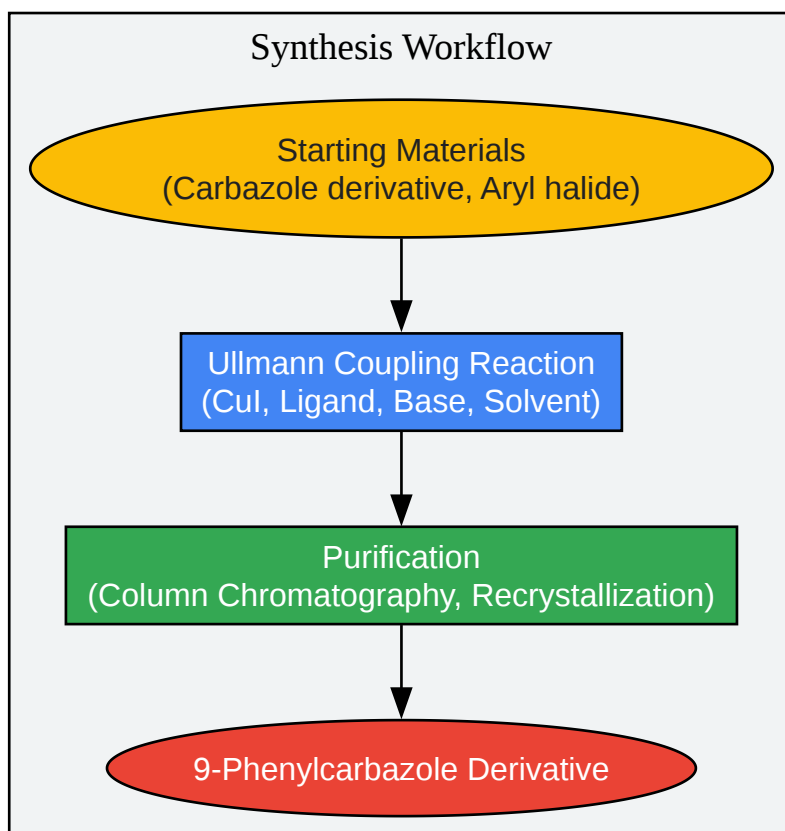 Synthesis Workflow
Starting Materials
(Carbazole derivative, Aryl halide)
Ullmann Coupling Reaction
(CuI, Ligand, Base, Solvent)
Purification
(Column Chromatography, Recrystallization)
9-Phenylcarbazole Derivative